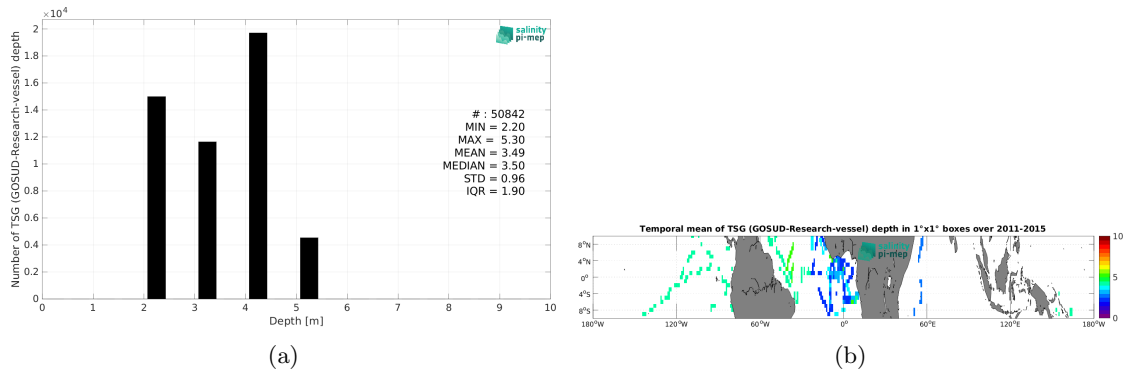 ×10⁴
2
1.8
1.6
1.4
1.2
1
0.8
0.6
0.4
0.2
0
Number of TSG (GOSUD-Research-vessel) depth
salinity
pi-mep
# : 50842
MIN = 2.20
MAX = 5.30
MEAN = 3.49
MEDIAN = 3.50
STD = 0.96
IQR = 1.90
0 1 2 3 4 5 6 7 8 9 10
Depth [m]
(a)
Temporal mean of TSG (GOSUD-Research-vessel) depth in 1°x1° boxes over 2011-2015
8°N
4°N
0°
4°S
8°S
salinity
pi-mep
180°W 120°W 60°W 0° 60°E 120°E 180°W
10
5
0
(b)